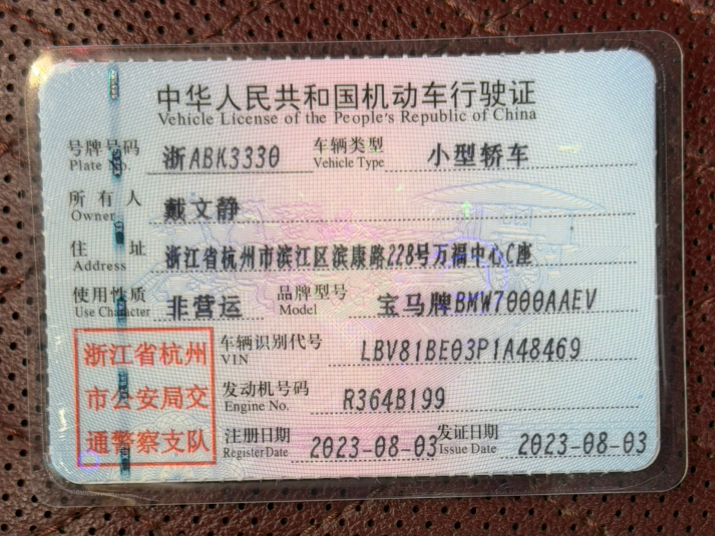 中华人民共和国机动车行驶证
Vehicle License of the People's Republic of China
号牌号码 浙ABK3330 车辆类型 小型轿车
Plate No. Vehicle Type
所有人 戴文静
Owner
住址 浙江省杭州市滨江区滨康路228号万福中心C座
Address
使用性质 非营运 品牌型号 宝马牌BMW7000AAEV
Use Character Model
浙江省杭州 车辆识别代号 LBV81BE03P1A48469
VIN
市公安局交 发动机号码 R364B199
Engine No.
通警察支队 注册日期 2023-08-03 发证日期 2023-08-03
Register Date Issue Date